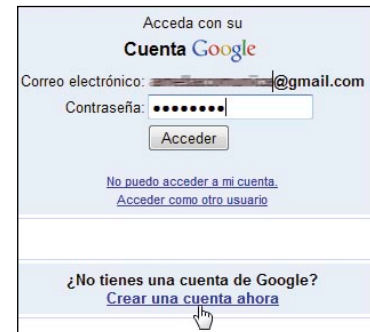 Acceda con su
Cuenta Google
Correo electrónico: @gmail.com
Contraseña: ••••••••
Acceder
No puedo acceder a mi cuenta.
Acceder como otro usuario
¿No tienes una cuenta de Google?
Crear una cuenta ahora